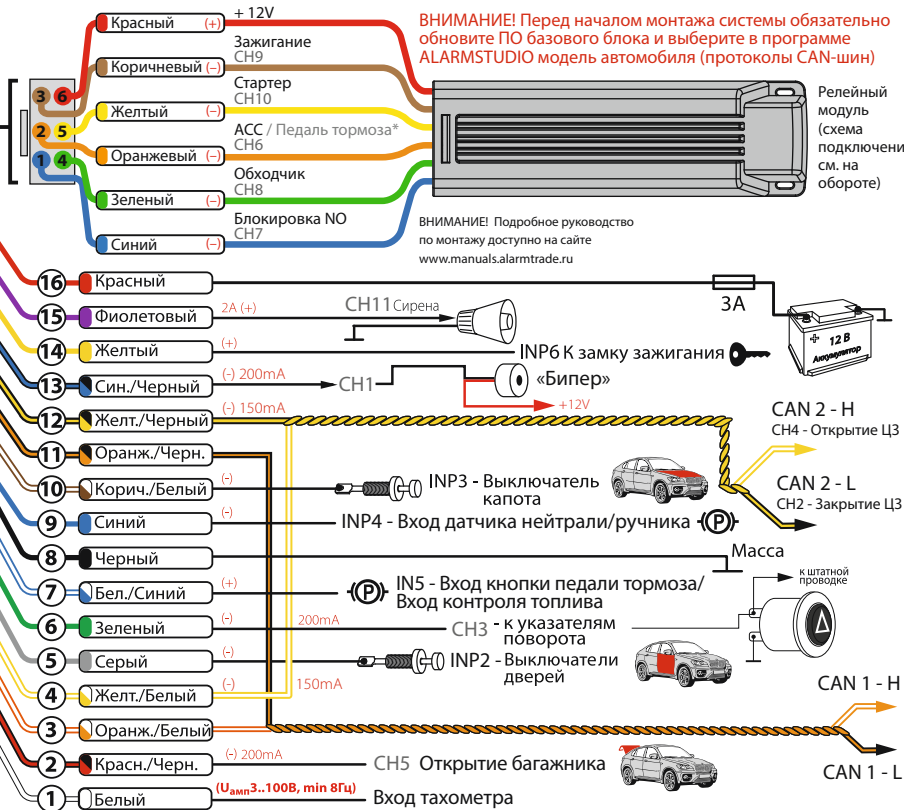 Красный (+)
+ 12V
ВНИМАНИЕ! Перед началом монтажа системы обязательно
обновите ПО базового блока и выберите в программе
ALARMSTUDIO модель автомобиля (протоколы CAN-шин)
Коричневый (–)
Зажигание
CH9
Желтый (–)
Стартер
CH10
Оранжевый (–)
ACC / Педаль тормоза*
CH6
Зеленый (–)
Обходчик
CH8
Синий (–)
Блокировка NO
CH7
3 6
2 5
1 4
Релейный
модуль
(схема
подключени
см. на
обороте)
ВНИМАНИЕ! Подробное руководство
по монтажу доступно на сайте
www.manuals.alarmtrade.ru
16 Красный
3А
+ –
12 В
Аккумулятор
15 Фиолетовый 2А (+) CH11 Сирена
14 Желтый (+) INP6 К замку зажигания
13 Син./Черный (-) 200mA CH1 «Бипер»
+12V
12 Желт./Черный (-) 150mA
CAN 2 - H
CH4 - Открытие ЦЗ
CAN 2 - L
CH2 - Закрытие ЦЗ
11 Оранж./Черн.
10 Корич./Белый (-) INP3 - Выключатель
капота
9 Синий (-) INP4 - Вход датчика нейтрали/ручника (P)
8 Черный Масса
7 Бел./Синий (+) (P) IN5 - Вход кнопки педали тормоза/
Вход контроля топлива
к штатной
проводке
6 Зеленый (-) 200mA CH3 - к указателям
поворота
5 Серый (-) INP2 - Выключатели
дверей
4 Желт./Белый (-) 150mA
3 Оранж./Белый
CAN 1 - H
CAN 1 - L
2 Красн./Черн. (-) 200mA CH5 Открытие багажника
1 Белый (Uамп3..100В, min 8Гц) Вход тахометра